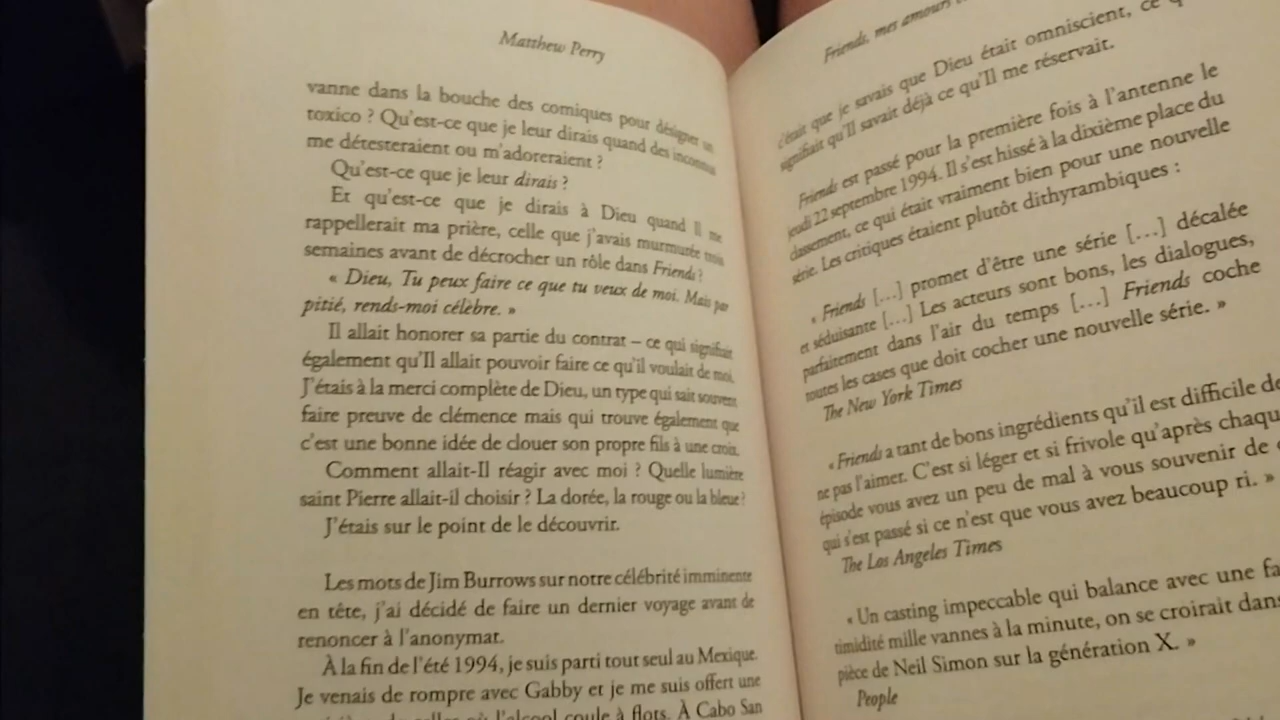 Matthew Perry
vanne dans la bouche des comiques pour désigner un
toxico ? Qu'est-ce que je leur dirais quand des inconnus
me détesteraient ou m'adoreraient ?
Qu'est-ce que je leur dirais ?
Et qu'est-ce que je dirais à Dieu quand Il me
rappellerait ma prière, celle que j'avais murmurée trois
semaines avant de décrocher un rôle dans Friends ?
« Dieu, Tu peux faire ce que tu veux de moi. Mais par
pitié, rends-moi célèbre. »
Il allait honorer sa partie du contrat – ce qui signifiait
également qu'Il allait pouvoir faire ce qu'il voulait de moi.
J'étais à la merci complète de Dieu, un type qui sait souvent
faire preuve de clémence mais qui trouve également que
c'est une bonne idée de clouer son propre fils à une croix.
Comment allait-Il réagir avec moi ? Quelle lumière
saint Pierre allait-il choisir ? La dorée, la rouge ou la bleue ?
J'étais sur le point de le découvrir.
Les mots de Jim Burrows sur notre célébrité imminente
en tête, j'ai décidé de faire un dernier voyage avant de
renoncer à l'anonymat.
À la fin de l'été 1994, je suis parti tout seul au Mexique.
Je venais de rompre avec Gabby et je me suis offert une
où l'alcool coule à flots. À Cabo San
Friends, mes amours
c'était que je savais que Dieu était omniscient, ce
signifiait qu'Il savait déjà ce qu'Il me réservait.
Friends est passé pour la première fois à l'antenne le
jeudi 22 septembre 1994. Il s'est hissé à la dixième place du
classement, ce qui était vraiment bien pour une nouvelle
série. Les critiques étaient plutôt dithyrambiques :
« Friends […] promet d'être une série […] décalée
et séduisante […] Les acteurs sont bons, les dialogues,
parfaitement dans l'air du temps […] Friends coche
toutes les cases que doit cocher une nouvelle série. »
The New York Times
« Friends a tant de bons ingrédients qu'il est difficile de
ne pas l'aimer. C'est si léger et si frivole qu'après chaqu
épisode vous avez un peu de mal à vous souvenir de
qui s'est passé si ce n'est que vous avez beaucoup ri. »
The Los Angeles Times
« Un casting impeccable qui balance avec une fa
timidité mille vannes à la minute, on se croirait dans
pièce de Neil Simon sur la génération X. »
People